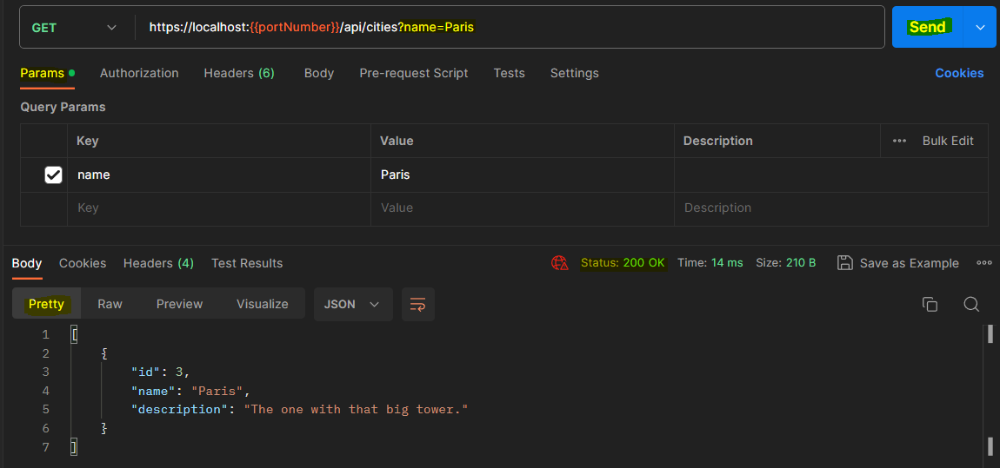 GET https://localhost:{{portNumber}}/api/cities?name=Paris Send
Params Authorization Headers (6) Body Pre-request Script Tests Settings Cookies
Query Params
Key Value Description ••• Bulk Edit
name Paris
Key Value Description
Body Cookies Headers (4) Test Results Status: 200 OK Time: 14 ms Size: 210 B Save as Example
Pretty Raw Preview Visualize JSON
1 [
2 {
3 "id": 3,
4 "name": "Paris",
5 "description": "The one with that big tower."
6 }
7 ]